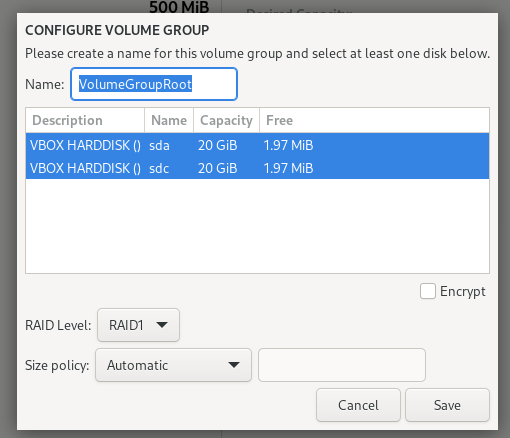 500 MiB
Desired Capacity:
CONFIGURE VOLUME GROUP
Please create a name for this volume group and select at least one disk below.
Name: VolumeGroupRoot
Description Name Capacity Free
VBOX HARDDISK () sda 20 GiB 1.97 MiB
VBOX HARDDISK () sdc 20 GiB 1.97 MiB
Encrypt
RAID Level: RAID1
Size policy: Automatic
Cancel Save